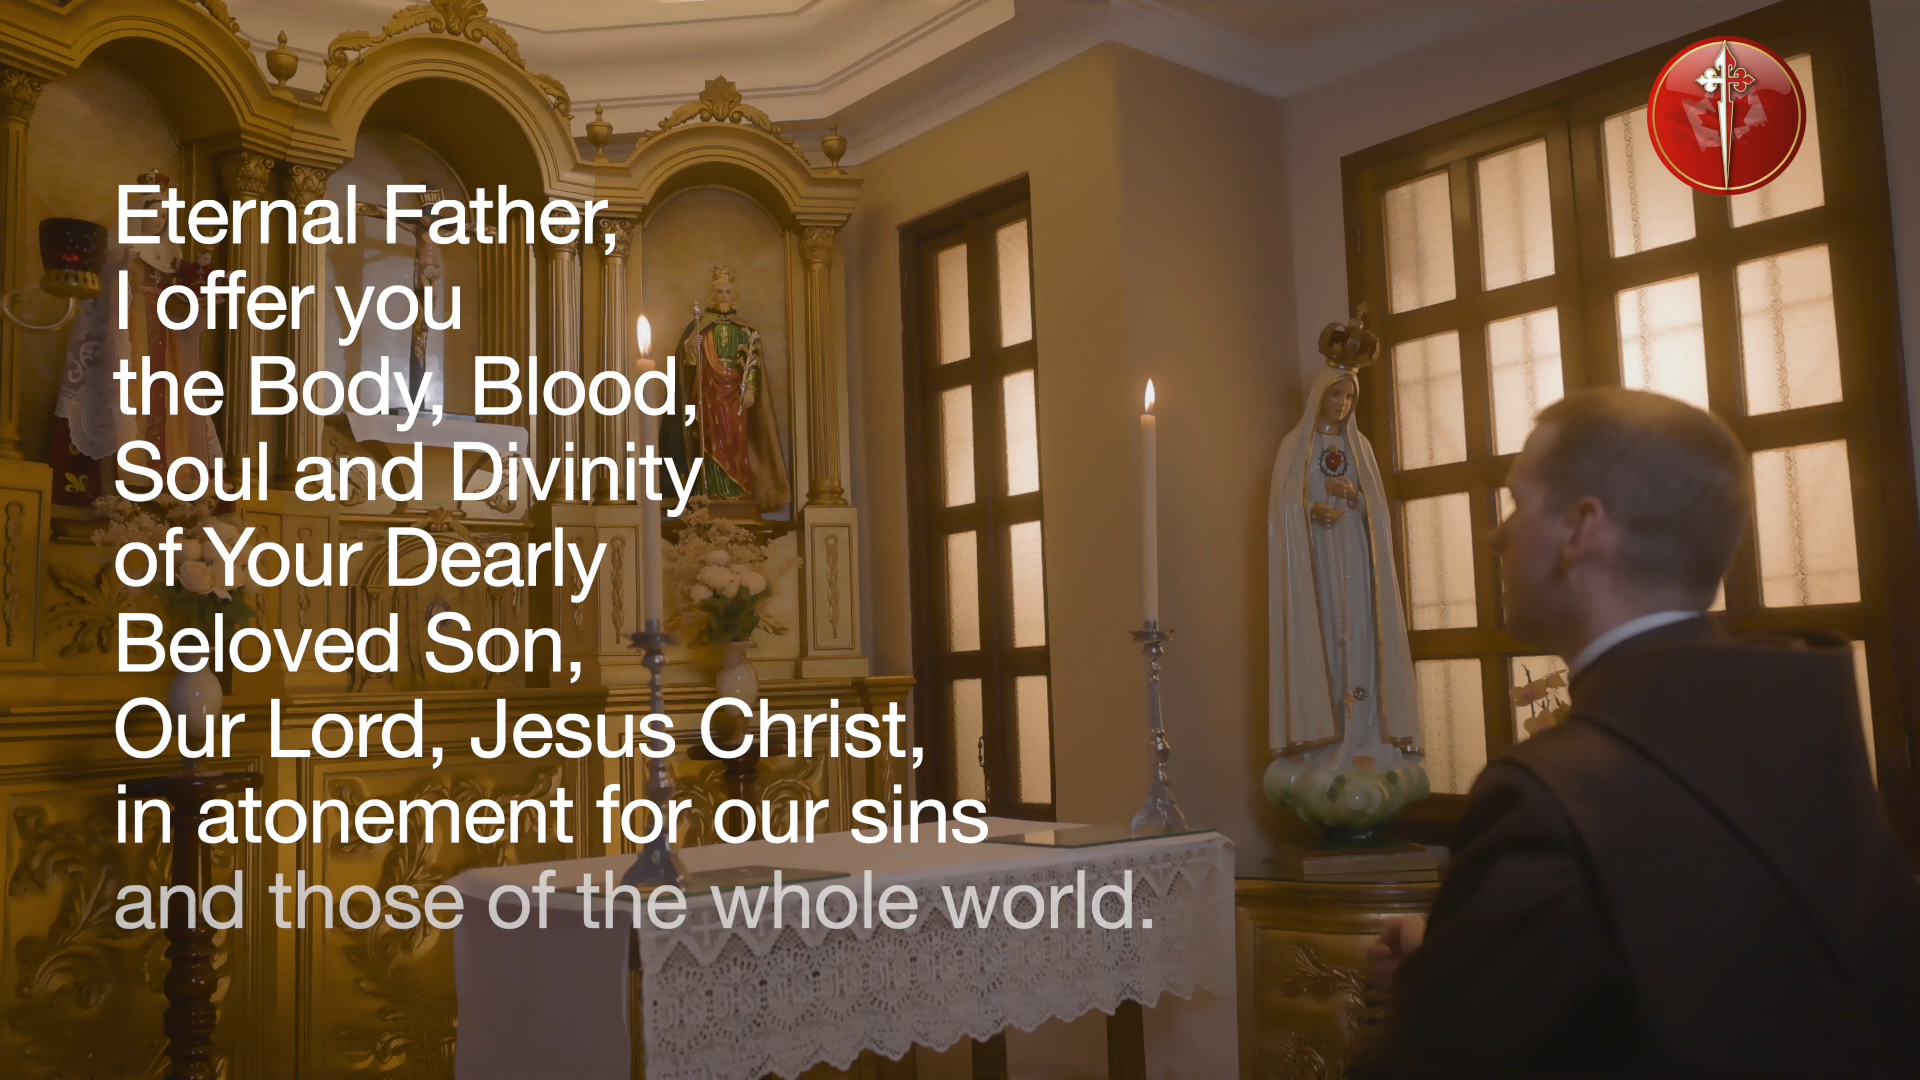 Eternal Father,
I offer you
the Body, Blood,
Soul and Divinity
of Your Dearly
Beloved Son,
Our Lord, Jesus Christ,
in atonement for our sins
and those of the whole world.